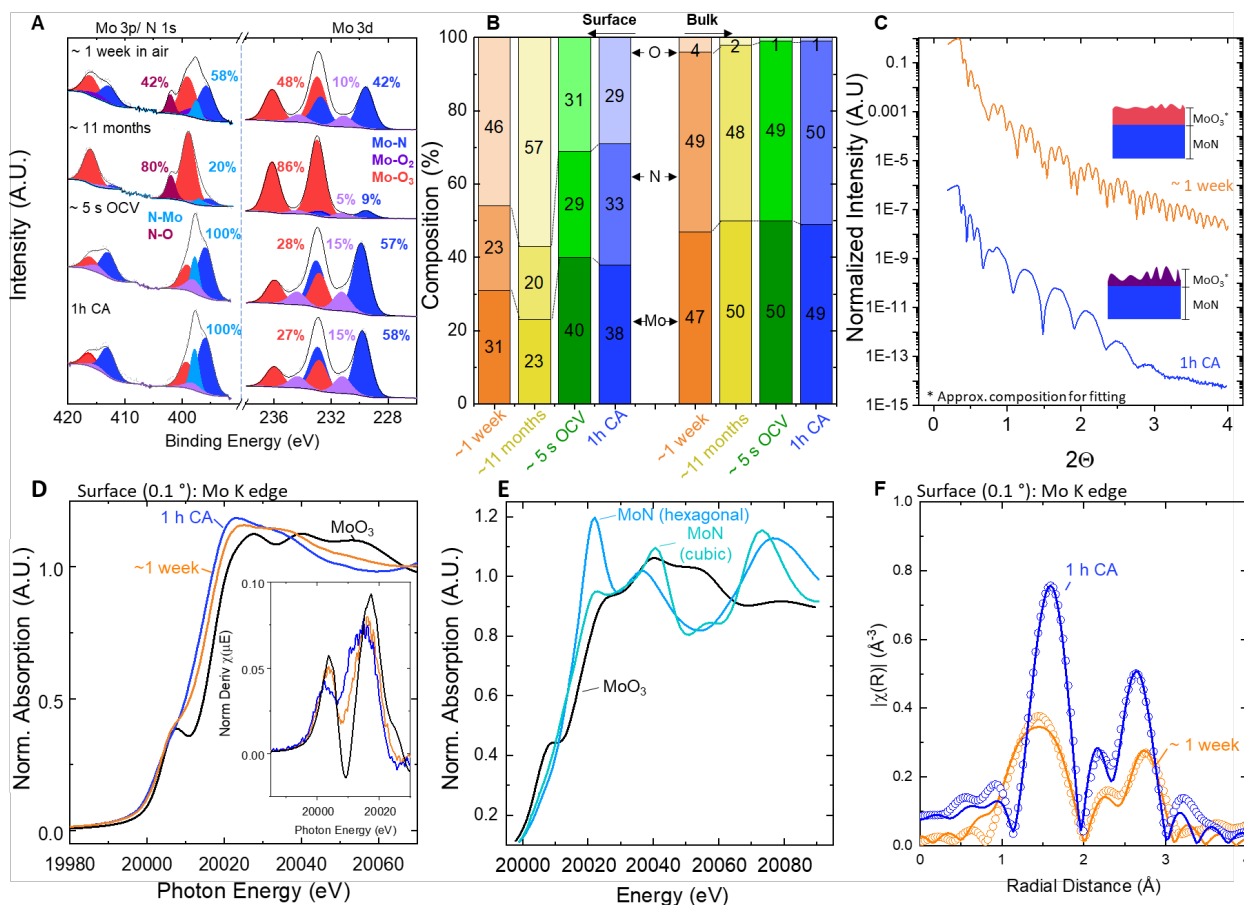 A
Mo 3p/ N 1s
Mo 3d
~ 1 week in air
42%
58%
48%
10%
42%
~ 11 months
80%
20%
86%
5%
9%
Mo-N
Mo-O2
Mo-O3
~ 5 s OCV
N-Mo
N-O
100%
28%
15%
57%
1h CA
100%
27%
15%
58%
420
410
400
236
232
228
Binding Energy (eV)
Intensity (A.U.)
B
Surface
Bulk
Composition (%)
100
80
60
40
20
0
46
23
31
57
20
23
31
29
40
29
33
38
O
N
Mo
4
49
47
2
48
50
1
49
50
1
50
49
~1 week
~11 months
~ 5 s OCV
1h CA
~1 week
~11 months
~ 5 s OCV
1h CA
C
Normalized Intensity (A.U)
0.1
0.001
1E-5
1E-7
1E-9
1E-11
1E-13
1E-15
MoO3*
MoN
~ 1 week
MoO3*
MoN
1h CA
* Approx. composition for fitting
0
1
2
3
4
2Θ
D
Surface (0.1 °): Mo K edge
1 h CA
MoO3
~1 week
Norm. Absorption (A.U.)
1.0
0.5
0.0
0.10
0.05
0.00
Norm Deriv χ(μE)
20000
20020
Photon Energy (eV)
19980
20000
20020
20040
20060
Photon Energy (eV)
E
MoN (hexagonal)
MoN
(cubic)
MoO3
Norm. Absorption (A.U.)
1.2
1.0
0.8
0.6
0.4
0.2
20000
20020
20040
20060
20080
Energy (eV)
Surface (0.1 °): Mo K edge
F
1 h CA
~ 1 week
|χ(R)| (Å-3)
0.8
0.6
0.4
0.2
0.0
0
1
2
3
4
Radial Distance (Å)